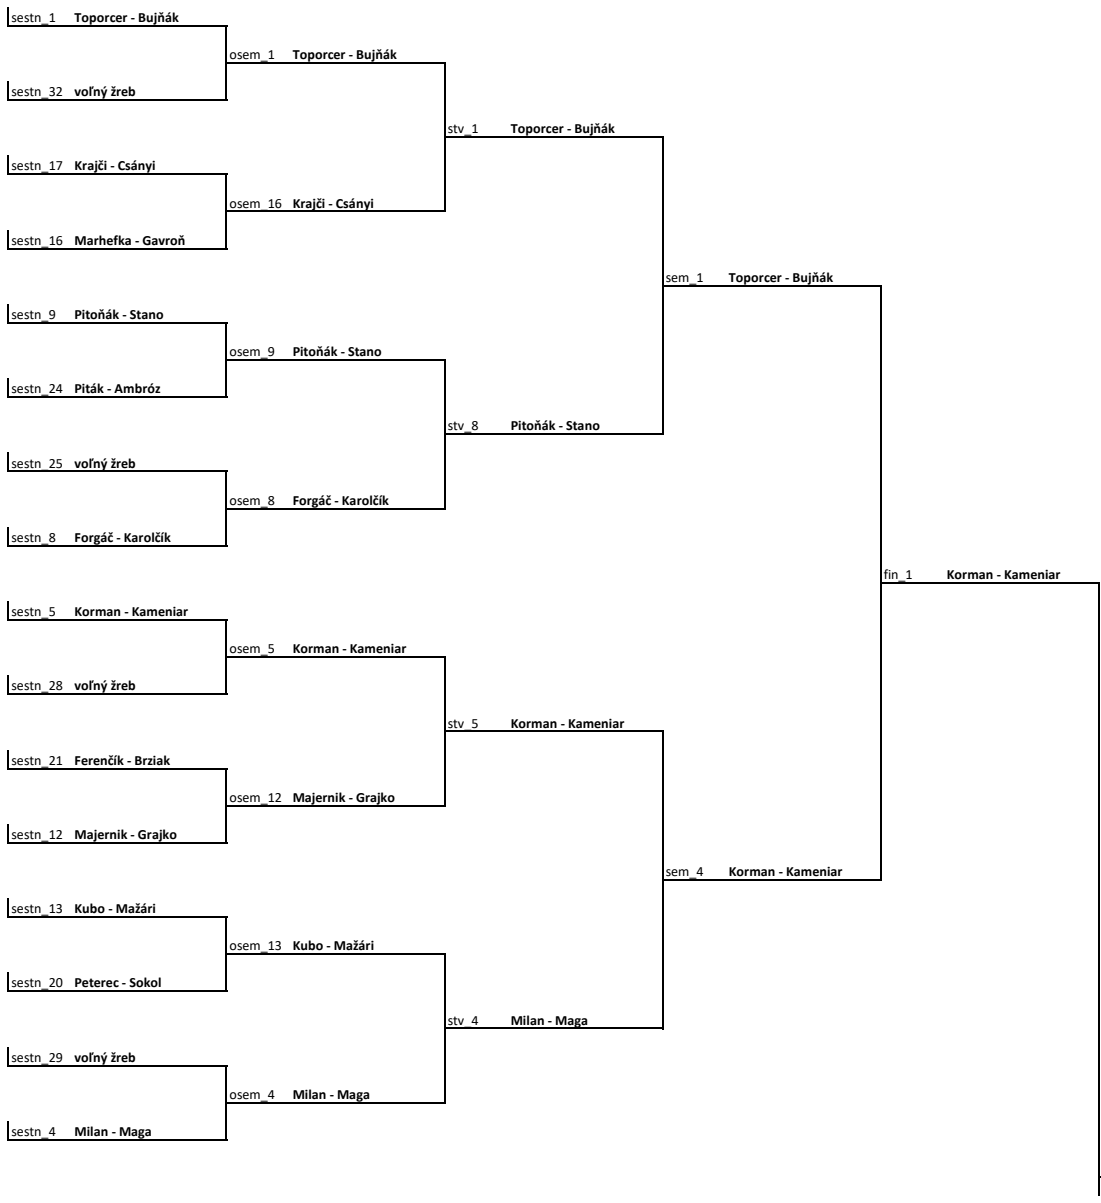 sestn_1 Toporcer - Bujňák
osem_1 Toporcer - Bujňák
sestn_32 voľný žreb
stv_1 Toporcer - Bujňák
sestn_17 Krajči - Csányi
osem_16 Krajči - Csányi
sestn_16 Marhefka - Gavroň
sem_1 Toporcer - Bujňák
sestn_9 Pitoňák - Stano
osem_9 Pitoňák - Stano
sestn_24 Piták - Ambróz
stv_8 Pitoňák - Stano
sestn_25 voľný žreb
osem_8 Forgáč - Karolčík
sestn_8 Forgáč - Karolčík
fin_1 Korman - Kameniar
sestn_5 Korman - Kameniar
osem_5 Korman - Kameniar
sestn_28 voľný žreb
stv_5 Korman - Kameniar
sestn_21 Ferenčík - Brziak
osem_12 Majernik - Grajko
sestn_12 Majernik - Grajko
sem_4 Korman - Kameniar
sestn_13 Kubo - Mažári
osem_13 Kubo - Mažári
sestn_20 Peterec - Sokol
stv_4 Milan - Maga
sestn_29 voľný žreb
osem_4 Milan - Maga
sestn_4 Milan - Maga